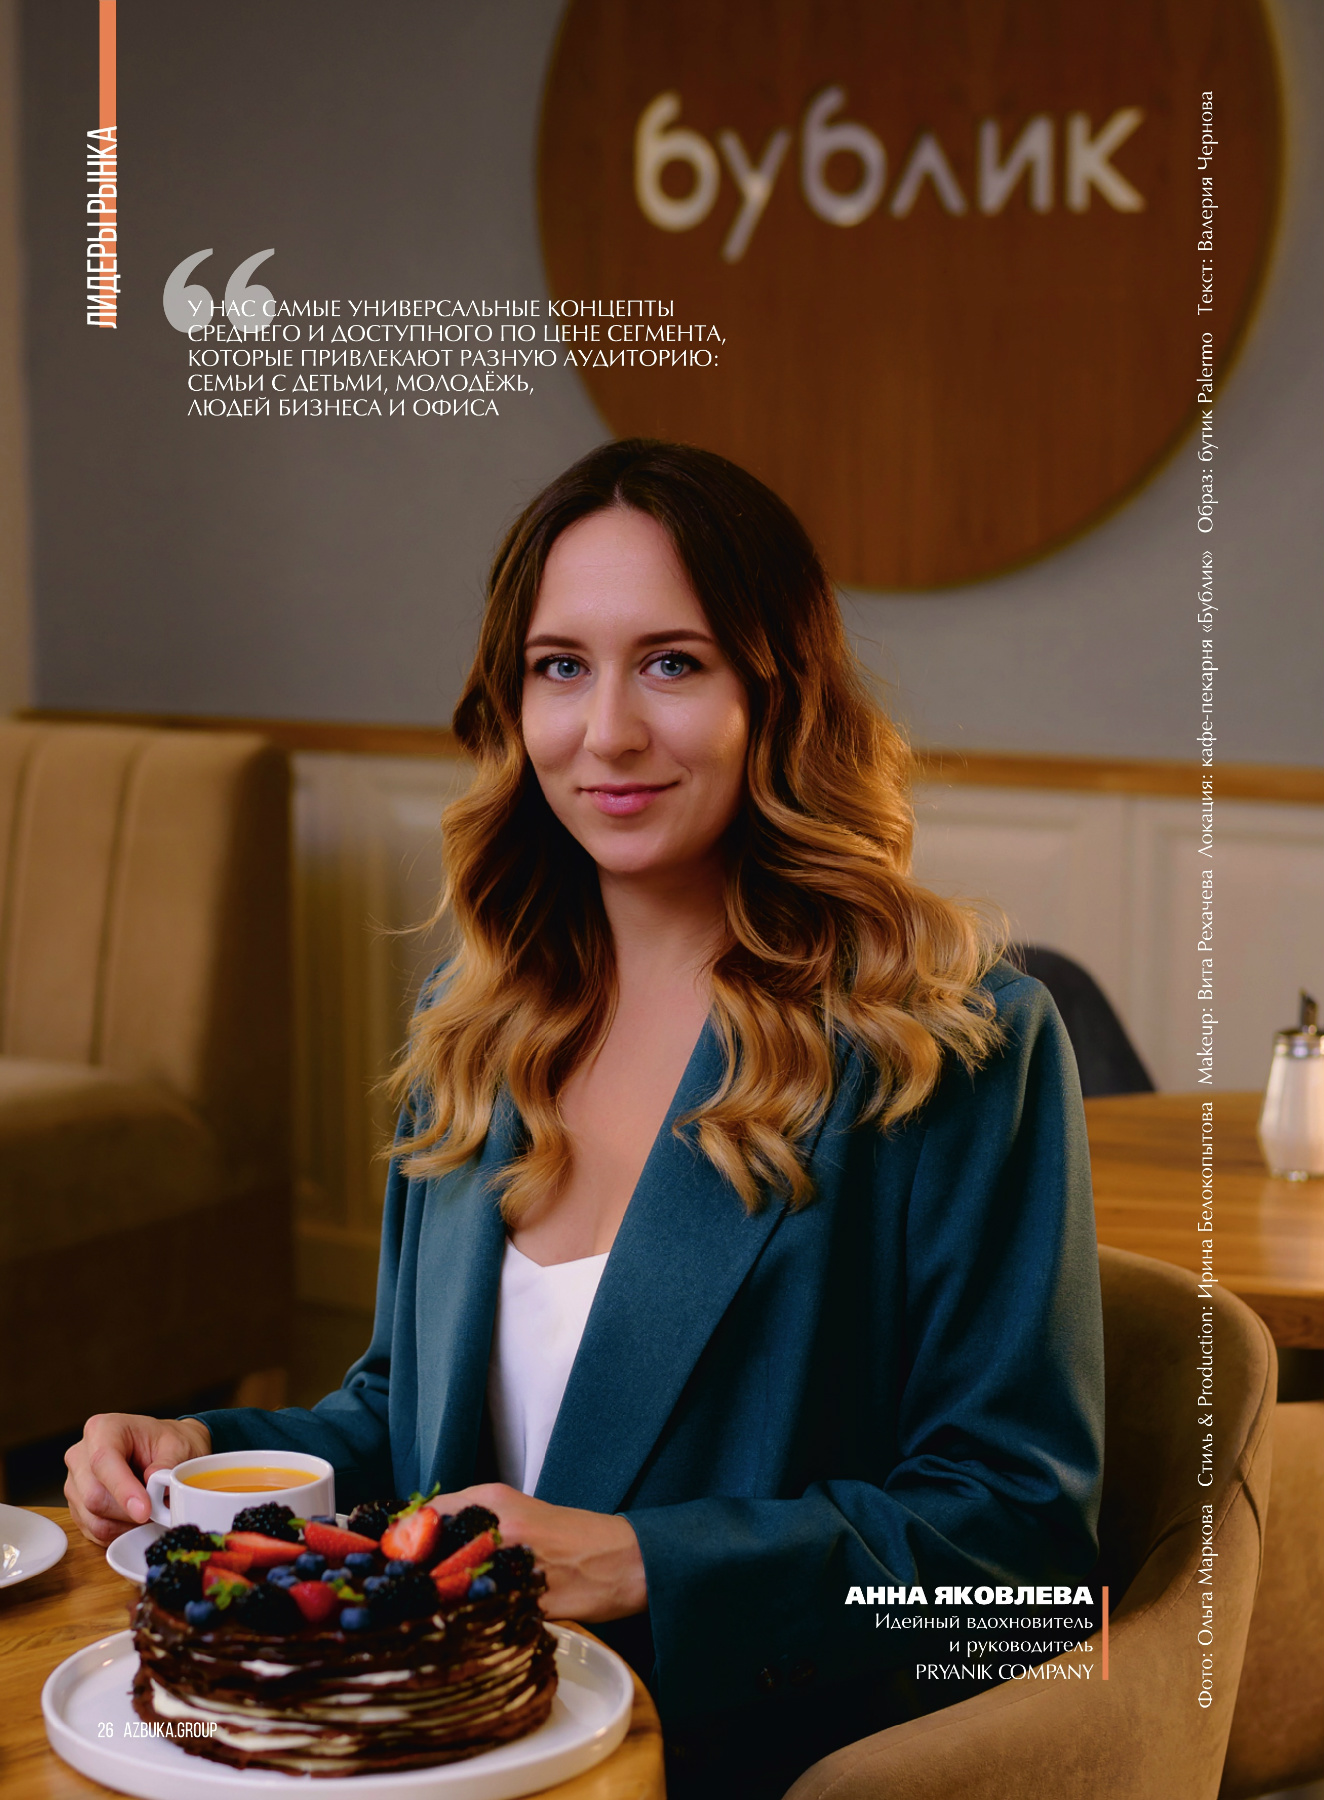 ЛИДЕРЫ РЫНКА
бублик
“
У НАС САМЫЕ УНИВЕРСАЛЬНЫЕ КОНЦЕПТЫ
СРЕДНЕГО И ДОСТУПНОГО ПО ЦЕНЕ СЕГМЕНТА,
КОТОРЫЕ ПРИВЛЕКАЮТ РАЗНУЮ АУДИТОРИЮ:
СЕМЬИ С ДЕТЬМИ, МОЛОДЁЖЬ,
ЛЮДЕЙ БИЗНЕСА И ОФИСА
Фото: Ольга Маркова Стиль & Production: Ирина Белокопытова Makeup: Вита Рехачева Локация: кафе-пекарня «Бублик» Образ: бутик Palermo Текст: Валерия Чернова
АННА ЯКОВЛЕВА
Идейный вдохновитель
и руководитель
PRYANIK COMPANY
26 AZBUKA.GROUP